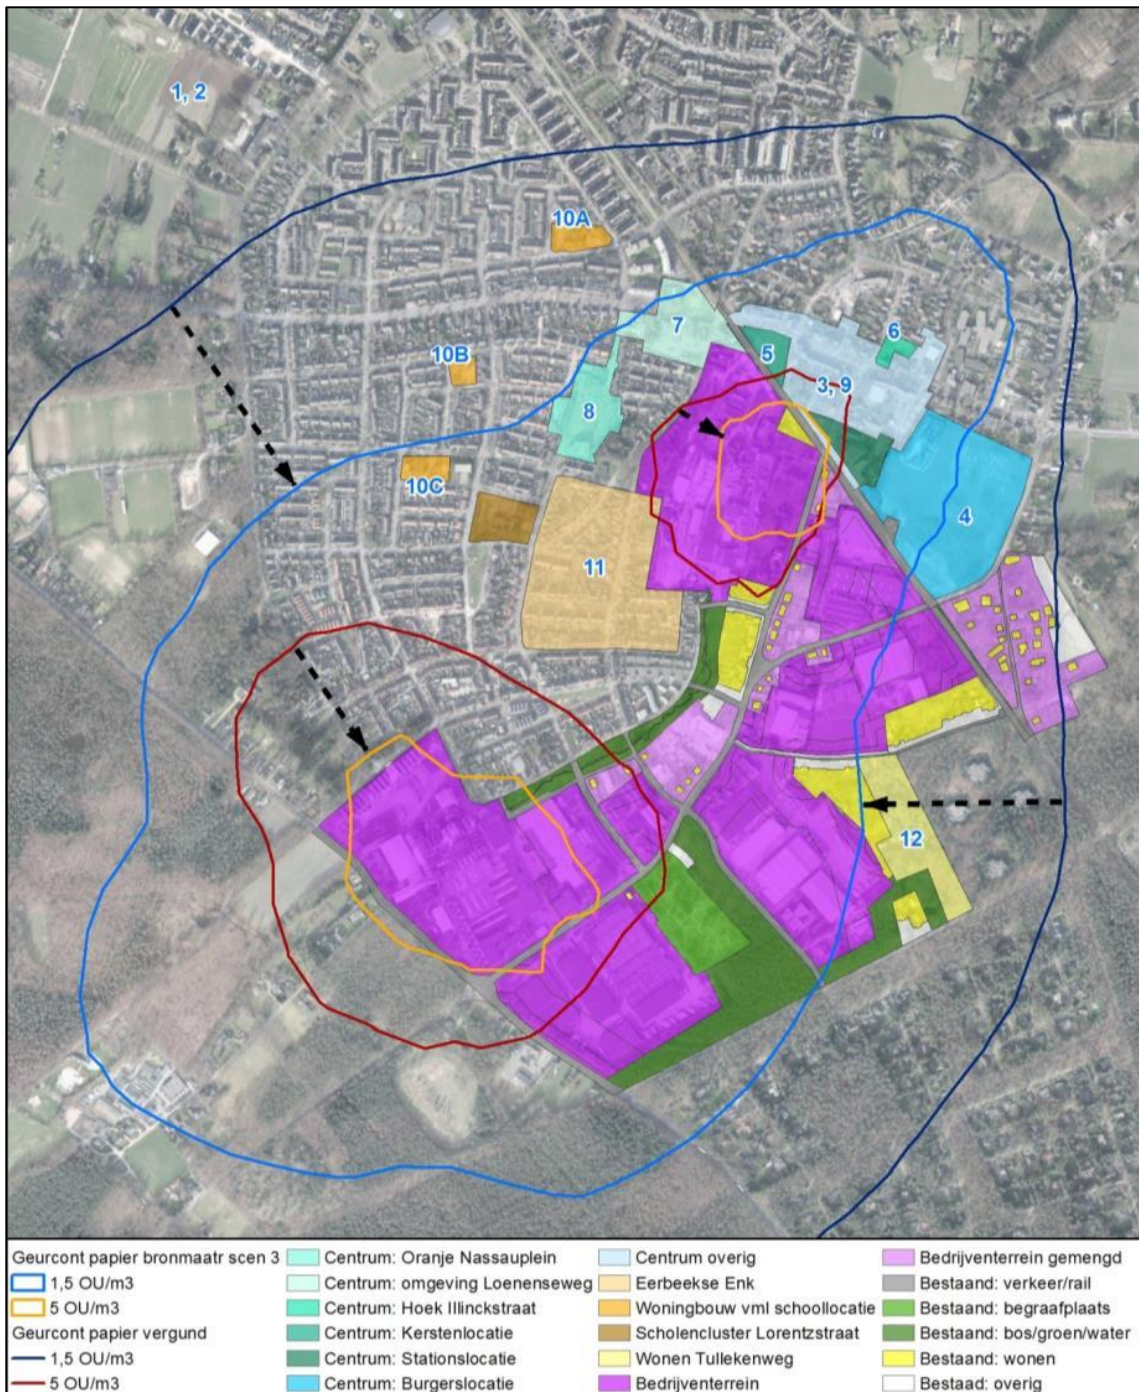 1, 2
10A
7
6
5
10B
3, 9
8
10C
4
11
12
Geurcont papier bronmaatr scen 3
1,5 OU/m3
5 OU/m3
Geurcont papier vergund
1,5 OU/m3
5 OU/m3
Centrum: Oranje Nassauplein
Centrum: omgeving Loenenseweg
Centrum: Hoek Illinckstraat
Centrum: Kerstenlocatie
Centrum: Stationslocatie
Centrum: Burgerslocatie
Centrum overig
Eerbeekse Enk
Woningbouw vml schoollocatie
Scholencluster Lorentzstraat
Wonen Tullekenweg
Bedrijventerrein
Bedrijventerrein gemengd
Bestaand: verkeer/rail
Bestaand: begraafplaats
Bestaand: bos/groen/water
Bestaand: wonen
Bestaad: overig